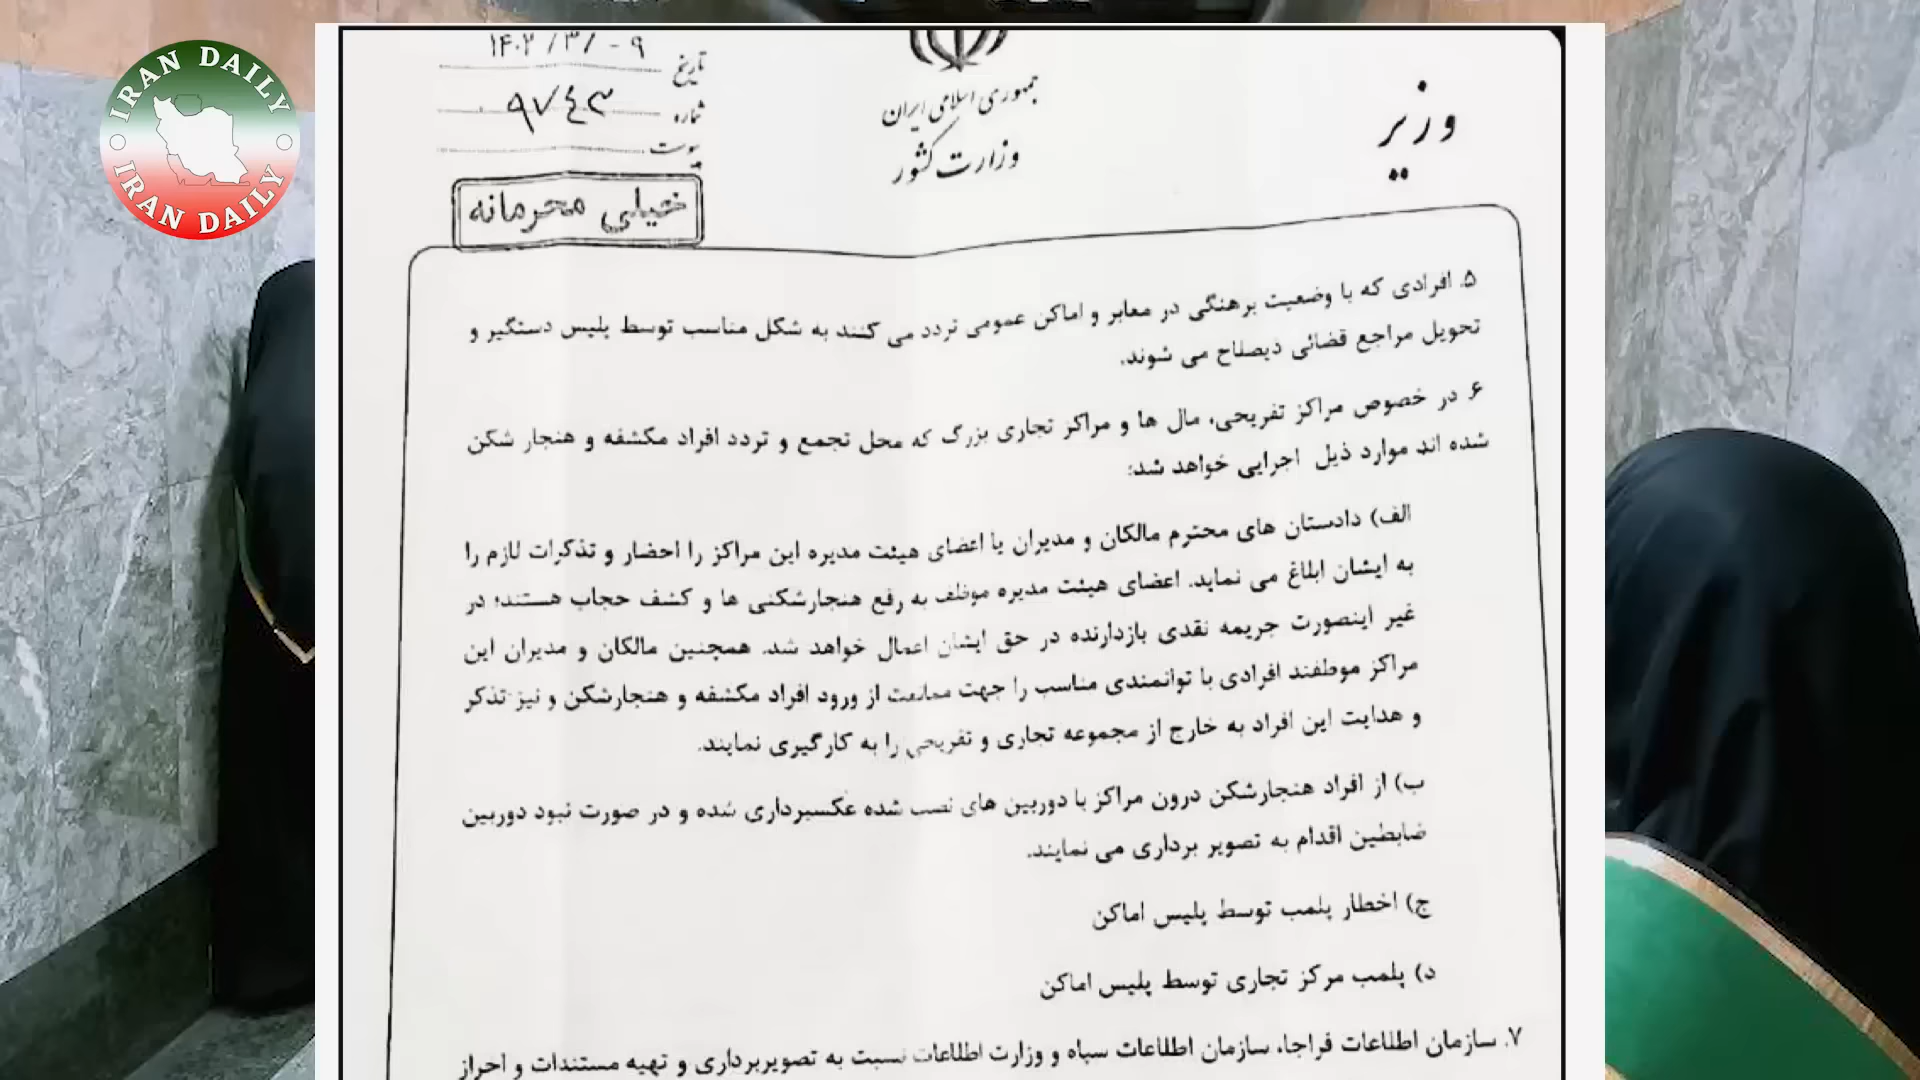 IRAN DAILY
IRAN DAILY
۱۴۰۲/۳/-۹
تاریخ
شماره ۹۷۴۳
پیوست
خیلی محرمانه
جمهوری اسلامی ایران
وزارت کشور
وزیر
۵. افرادی که با وضعیت برهنگی در معابر و اماکن عمومی تردد می کنند به شکل مناسب توسط پلیس دستگیر و
تحویل مراجع قضائی ذیصلاح می شوند.
۶ در خصوص مراکز تفریحی، مال ها و مراکز تجاری بزرگ که محل تجمع و تردد افراد مکشفه و هنجار شکن
شده اند موارد ذیل اجرایی خواهد شد:
الف) دادستان های محترم مالکان و مدیران یا اعضای هیئت مدیره این مراکز را احضار و تذکرات لازم را
به ایشان ابلاغ می نماید. اعضای هیئت مدیره موظف به رفع هنجارشکنی ها و کشف حجاب هستند؛ در
غیر اینصورت جریمه نقدی بازدارنده در حق ایشان اعمال خواهد شد. همچنین مالکان و مدیران این
مراکز موظفند افرادی با توانمندی مناسب را جهت ممانعت از ورود افراد مکشفه و هنجارشکن و نیز تذکر
و هدایت این افراد به خارج از مجموعه تجاری و تفریحی را به کارگیری نمایند.
ب) از افراد هنجارشکن درون مراکز با دوربین های نصب شده عکسبرداری شده و در صورت نبود دوربین
ضابطین اقدام به تصویر برداری می نمایند.
ج) اخطار پلمب توسط پلیس اماکن
د) پلمب مرکز تجاری توسط پلیس اماکن
۷. سازمان اطلاعات فراجا، سازمان اطلاعات سپاه و وزارت اطلاعات نسبت به تصویربرداری و تهیه مستندات و احراز